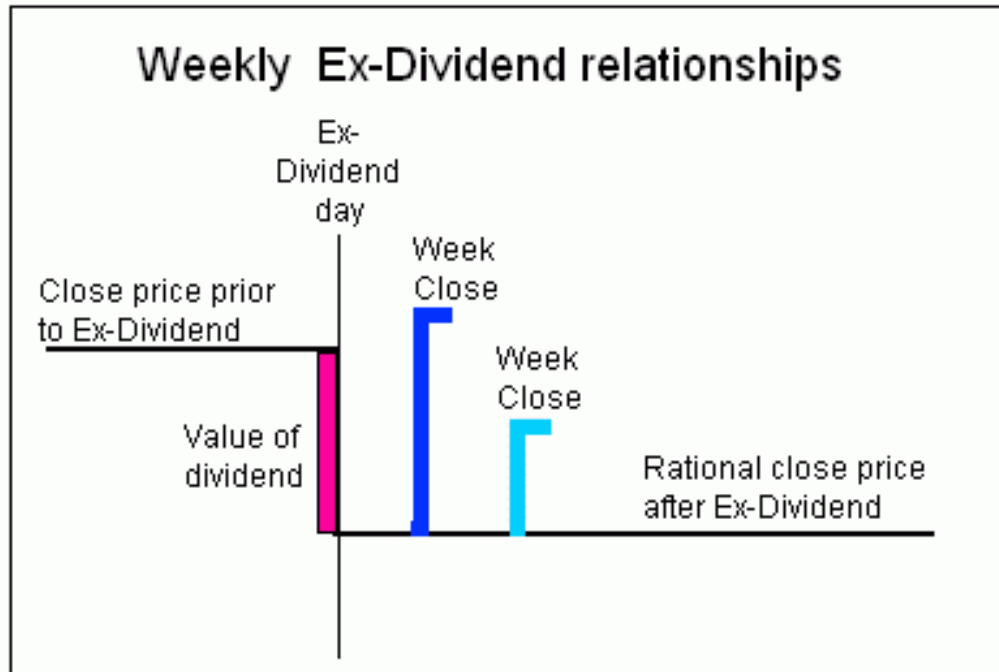 Weekly Ex-Dividend relationships
Ex-
Dividend
day
Week
Close
Close price prior
to Ex-Dividend
Week
Close
Value of
dividend
Rational close price
after Ex-Dividend